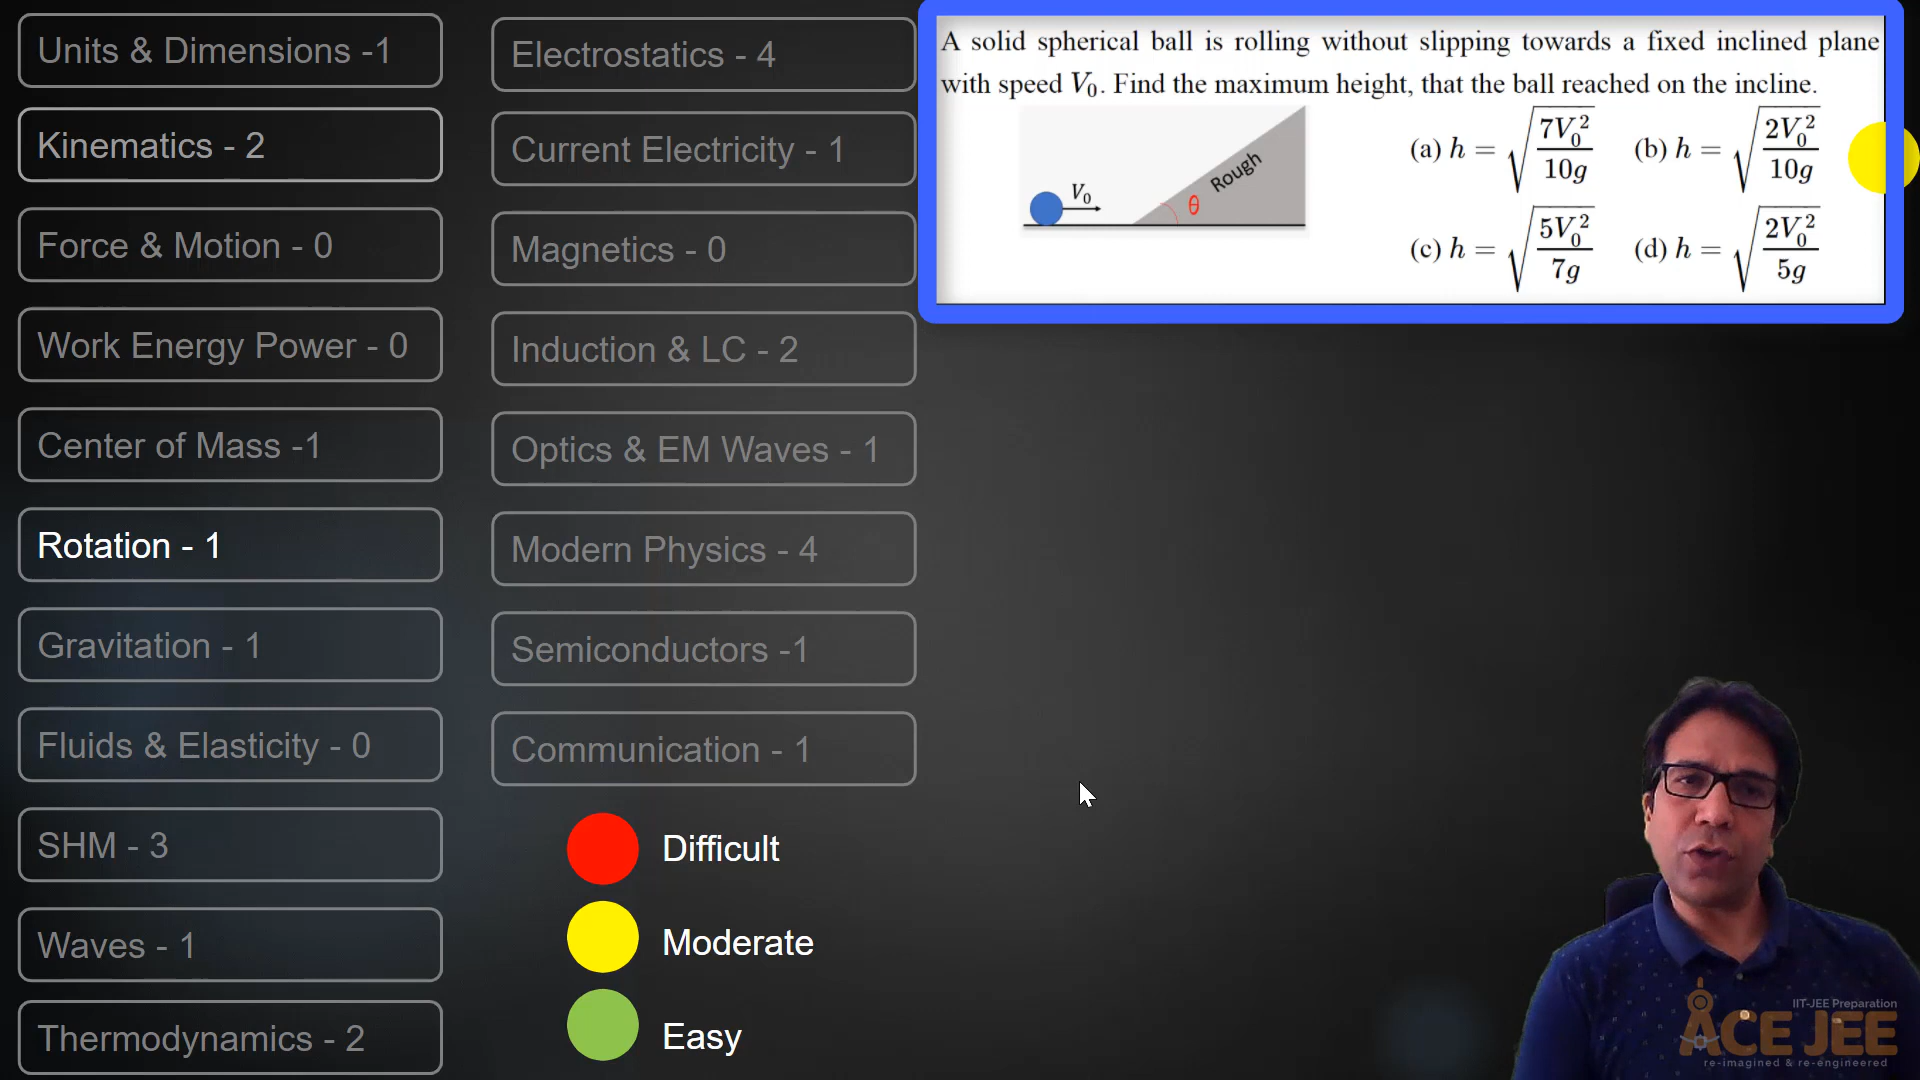 Units & Dimensions -1
Kinematics - 2
Force & Motion - 0
Work Energy Power - 0
Center of Mass -1
Rotation - 1
Gravitation - 1
Fluids & Elasticity - 0
SHM - 3
Waves - 1
Thermodynamics - 2
Electrostatics - 4
Current Electricity - 1
Magnetics - 0
Induction & LC - 2
Optics & EM Waves - 1
Modern Physics - 4
Semiconductors -1
Communication - 1
Difficult
Moderate
Easy
A solid spherical ball is rolling without slipping towards a fixed inclined plane
with speed V₀. Find the maximum height, that the ball reached on the incline.
V₀
θ
Rough
(a) h = √(7V₀²/10g) (b) h = √(2V₀²/10g)
(c) h = √(5V₀²/7g) (d) h = √(2V₀²/5g)
IIT-JEE Preparation
ACE JEE
re-imagined & re-engineered